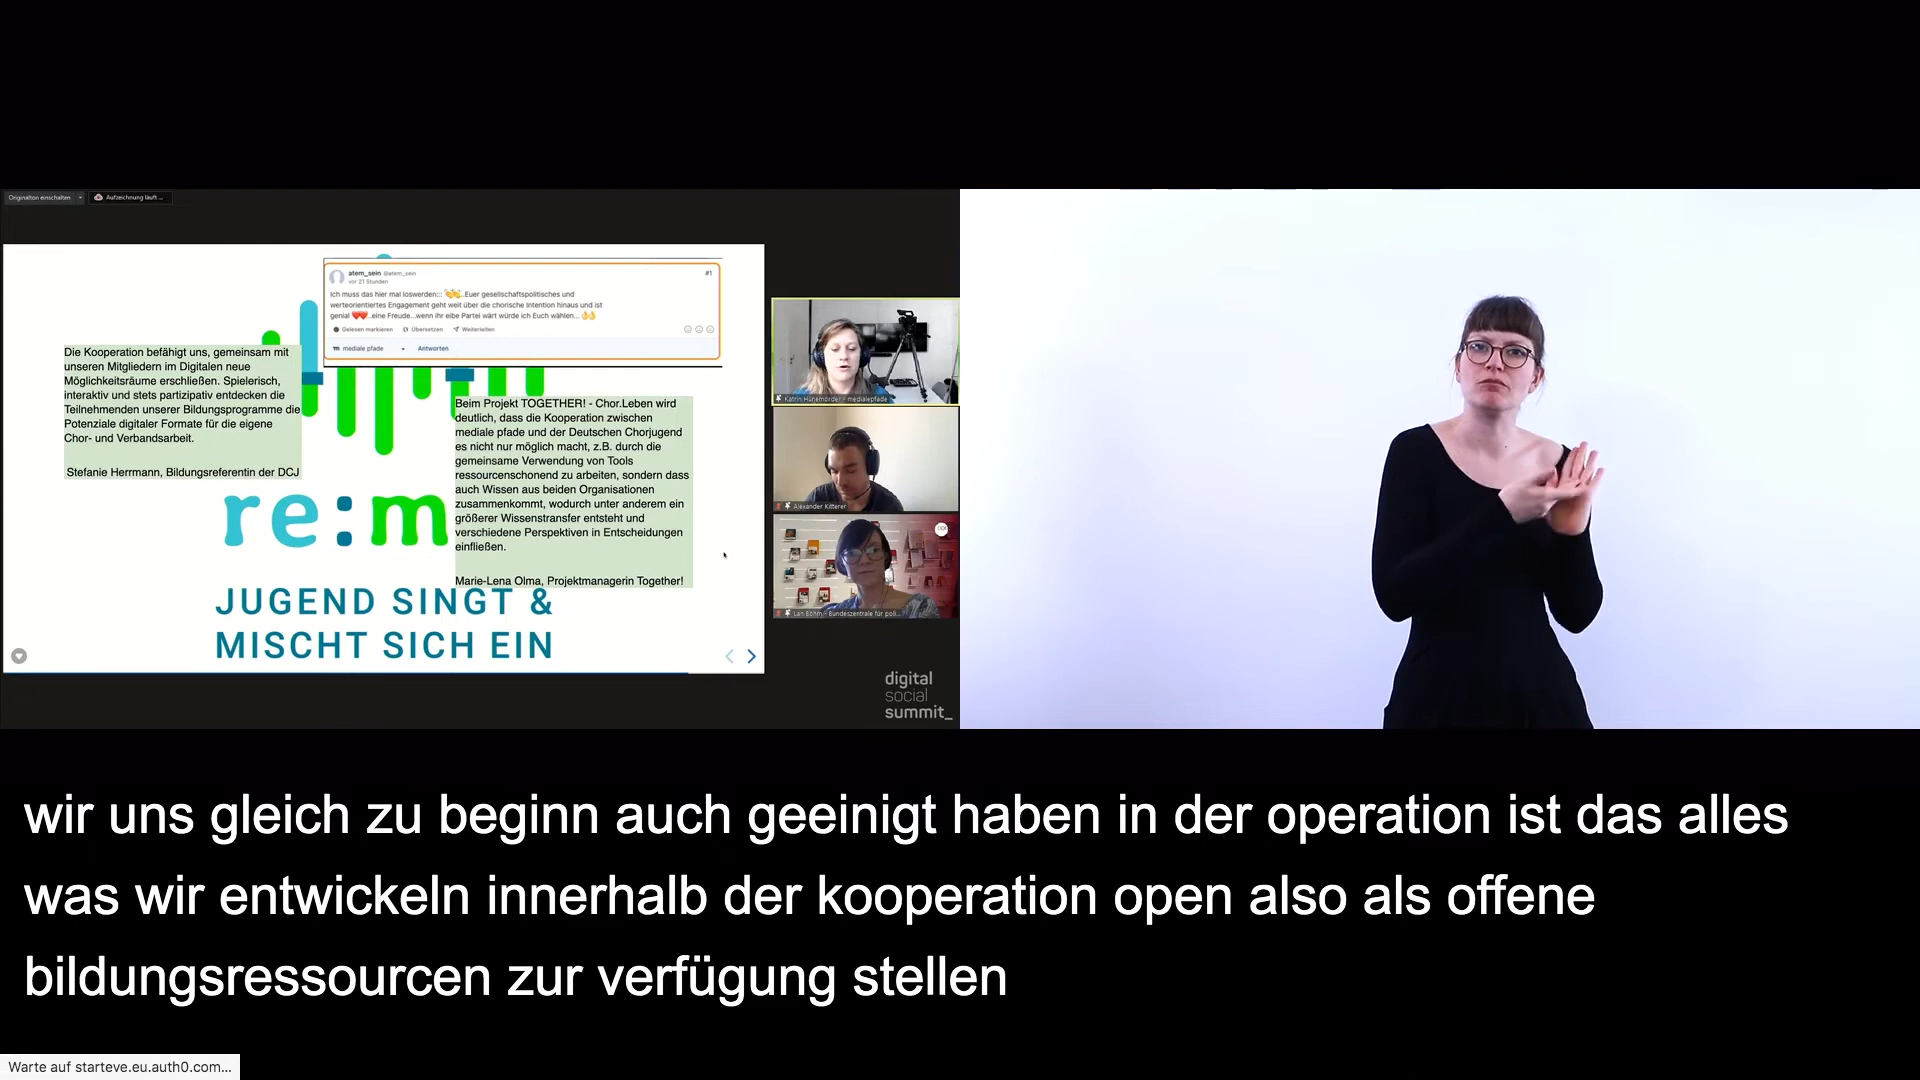 Originalton einschalten
Aufzeichnung läuft ...
atem_sein @atem_sein
#1
vor 21 Stunden
Ich muss das hier mal loswerden::: 👏...Euer gesellschaftspolitisches und
werteorientiertes Engagement geht weit über die chorische Intention hinaus und ist
genial ❤️❤️...eine Freude...wenn ihr eibe Partei wärt würde ich Euch wählen... 🙌
Gelesen markieren Übersetzen Weiterleiten
mediale pfade Antworten
Die Kooperation befähigt uns, gemeinsam mit
unseren Mitgliedern im Digitalen neue
Möglichkeitsräume erschließen. Spielerisch,
interaktiv und stets partizipativ entdecken die
Teilnehmenden unserer Bildungsprogramme die
Potenziale digitaler Formate für die eigene
Chor- und Verbandsarbeit.
Stefanie Herrmann, Bildungsreferentin der DCJ
Beim Projekt TOGETHER! - Chor.Leben wird
deutlich, dass die Kooperation zwischen
mediale pfade und der Deutschen Chorjugend
es nicht nur möglich macht, z.B. durch die
gemeinsame Verwendung von Tools
ressourcenschonend zu arbeiten, sondern dass
auch Wissen aus beiden Organisationen
zusammenkommt, wodurch unter anderem ein
größerer Wissenstransfer entsteht und
verschiedene Perspektiven in Entscheidungen
einfließen.
Marie-Lena Olma, Projektmanagerin Together!
re:m
JUGEND SINGT &
MISCHT SICH EIN
Katrin Hünemörder - medialepfade
Alexander Kitterer
Lan Böhm - Bundeszentrale für poli...
digital
social
summit_
wir uns gleich zu beginn auch geeinigt haben in der operation ist das alles
was wir entwickeln innerhalb der kooperation open also als offene
bildungsressourcen zur verfügung stellen
Warte auf starteve.eu.auth0.com...